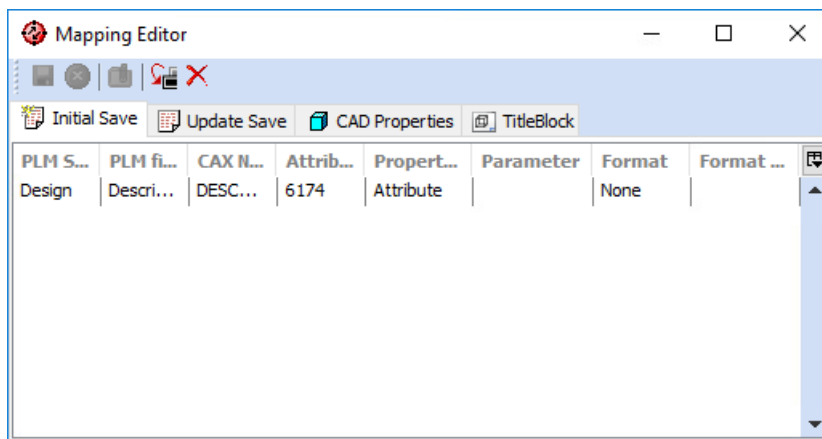 Mapping Editor
Initial Save Update Save CAD Properties TitleBlock
PLM S... PLM fi... CAX N... Attrib... Propert... Parameter Format Format ...
Design Descri... DESC... 6174 Attribute None